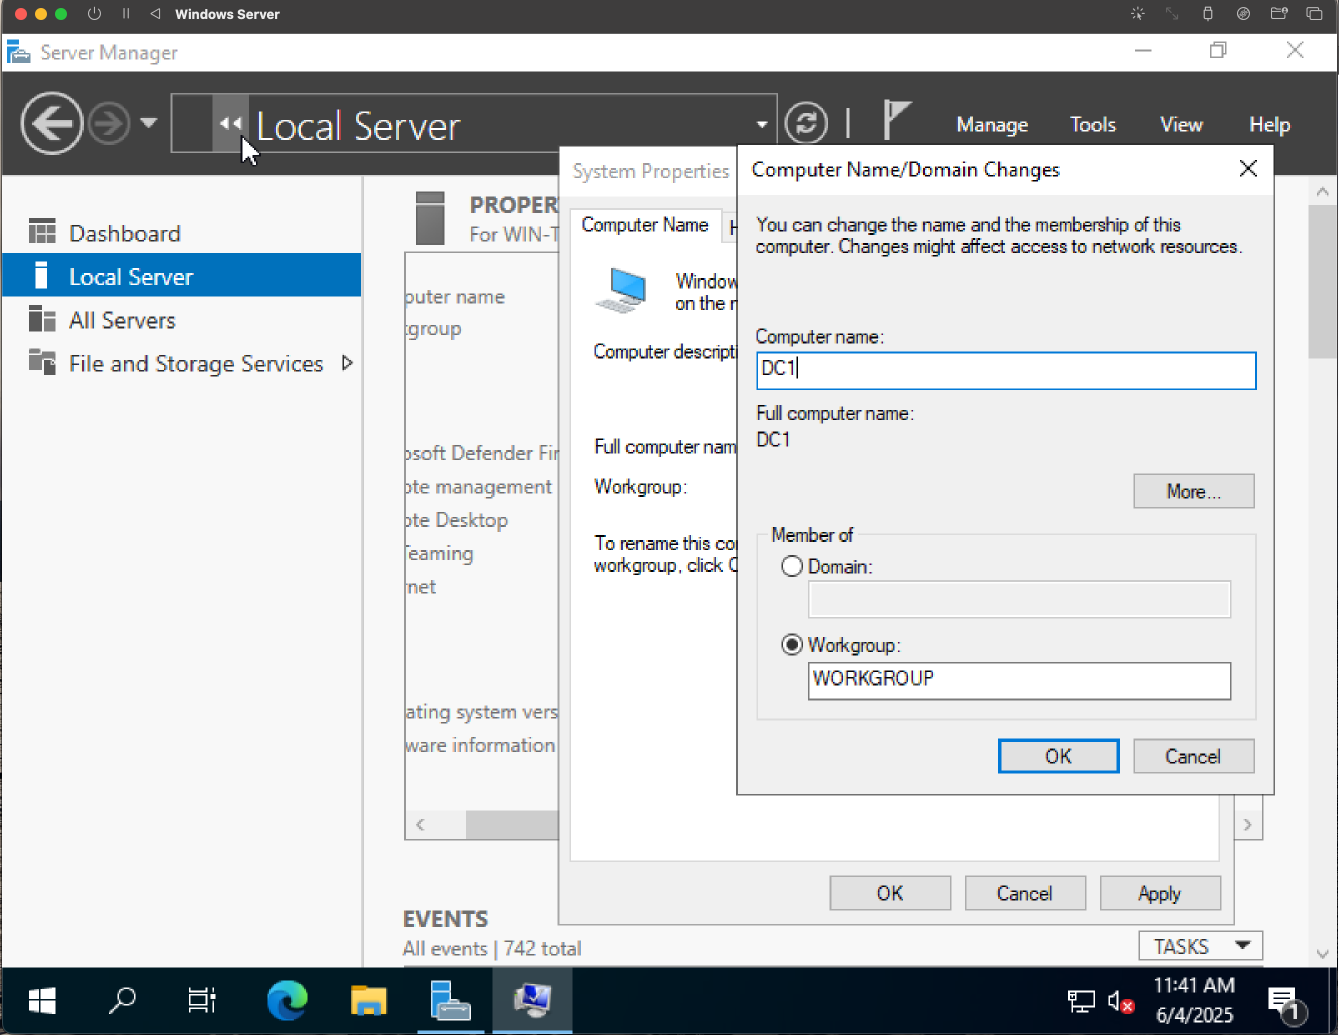 Windows Server
Server Manager
Local Server
Manage
Tools
View
Help
Dashboard
Local Server
All Servers
File and Storage Services
PROPER
For WIN-T
puter name
kgroup
osoft Defender Fir
ote management
ote Desktop
Teaming
rnet
ating system vers
ware information
EVENTS
All events | 742 total
TASKS
System Properties
Computer Name
Window
on the n
Computer descripti
Full computer nam
Workgroup:
To rename this co
workgroup, click C
OK
Cancel
Apply
Computer Name/Domain Changes
You can change the name and the membership of this
computer. Changes might affect access to network resources.
Computer name:
DC1
Full computer name:
DC1
More...
Member of
Domain:
Workgroup:
WORKGROUP
OK
Cancel
11:41 AM
6/4/2025
1